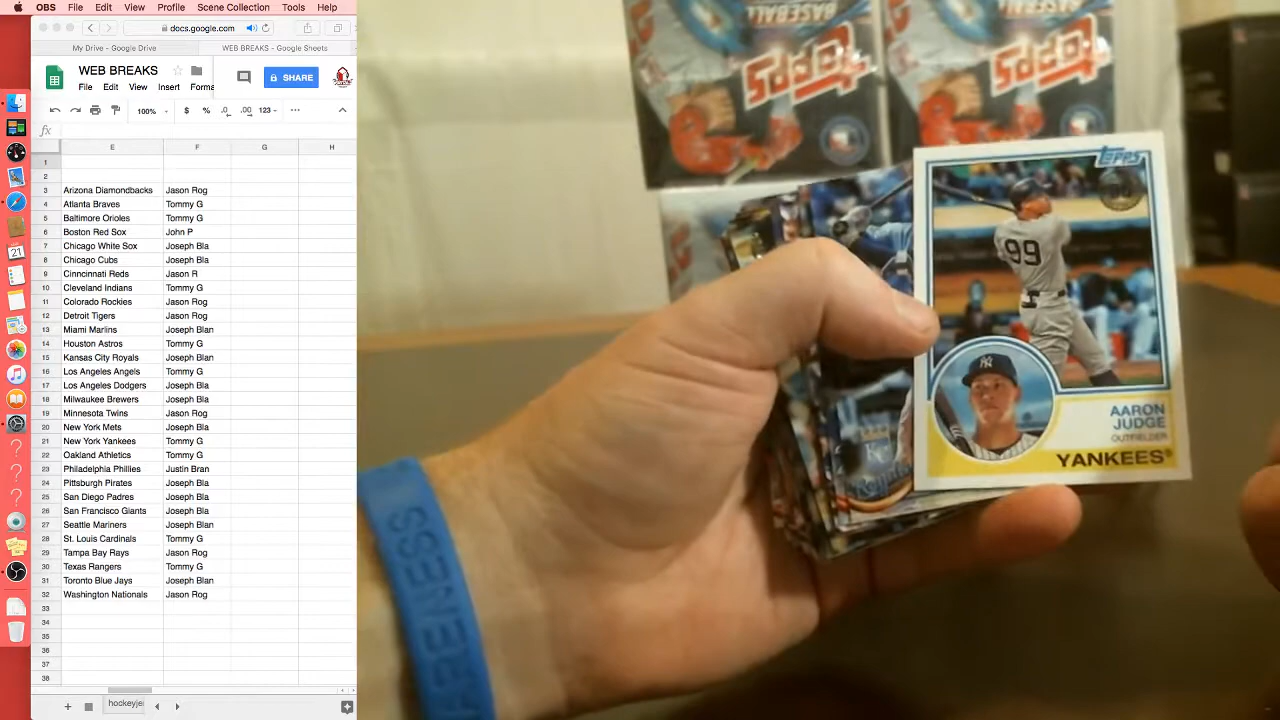 OBS File Edit View Profile Scene Collection Tools Help
docs.google.com
My Drive - Google Drive
WEB BREAKS - Google Sheets
WEB BREAKS
SHARE
File Edit View Insert Forma
100% $ % .0 .00 123 ...
fx
E F G H
1
2
3 Arizona Diamondbacks Jason Rog
4 Atlanta Braves Tommy G
5 Baltimore Orioles Tommy G
6 Boston Red Sox John P
7 Chicago White Sox Joseph Bla
8 Chicago Cubs Joseph Bla
9 Cinncinati Reds Jason R
10 Cleveland Indians Tommy G
11 Colorado Rockies Jason Rog
12 Detroit Tigers Jason Rog
13 Miami Marlins Joseph Blan
14 Houston Astros Tommy G
15 Kansas City Royals Joseph Blan
16 Los Angeles Angels Tommy G
17 Los Angeles Dodgers Joseph Bla
18 Milwaukee Brewers Joseph Bla
19 Minnesota Twins Jason Rog
20 New York Mets Joseph Bla
21 New York Yankees Tommy G
22 Oakland Athletics Tommy G
23 Philadelphia Phillies Justin Bran
24 Pittsburgh Pirates Joseph Bla
25 San Diego Padres Joseph Bla
26 San Francisco Giants Joseph Bla
27 Seattle Mariners Joseph Blan
28 St. Louis Cardinals Tommy G
29 Tampa Bay Rays Jason Rog
30 Texas Rangers Tommy G
31 Toronto Blue Jays Joseph Blan
32 Washington Nationals Jason Rog
33
34
35
36
37
38
hockeyje
BASEBALL
Topps
Topps
Topps
99
AARON
JUDGE
OUTFIELDER
YANKEES®
NY
KC
Royals
ABENESS